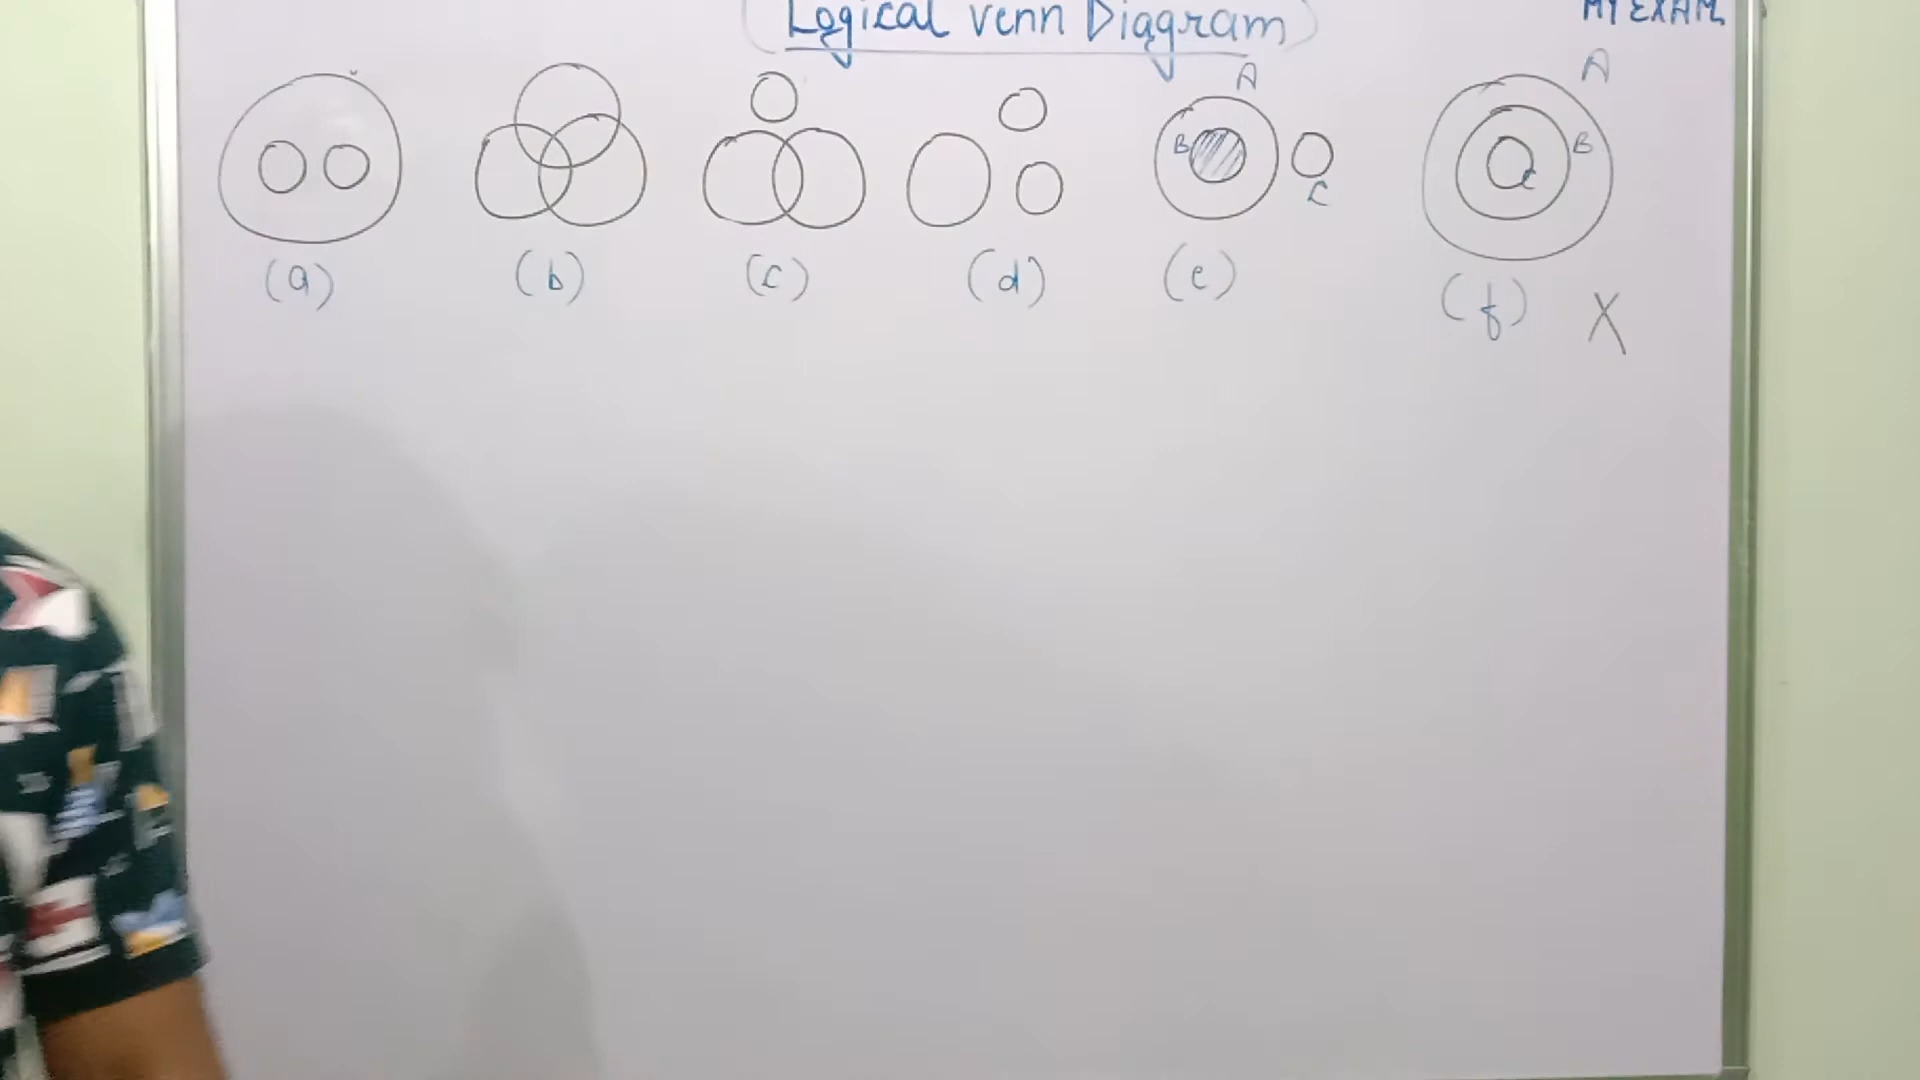 Logical Venn Diagram
MY EXAM
A
A
B
B
C
C
(a) (b) (c) (d) (e) (f) X